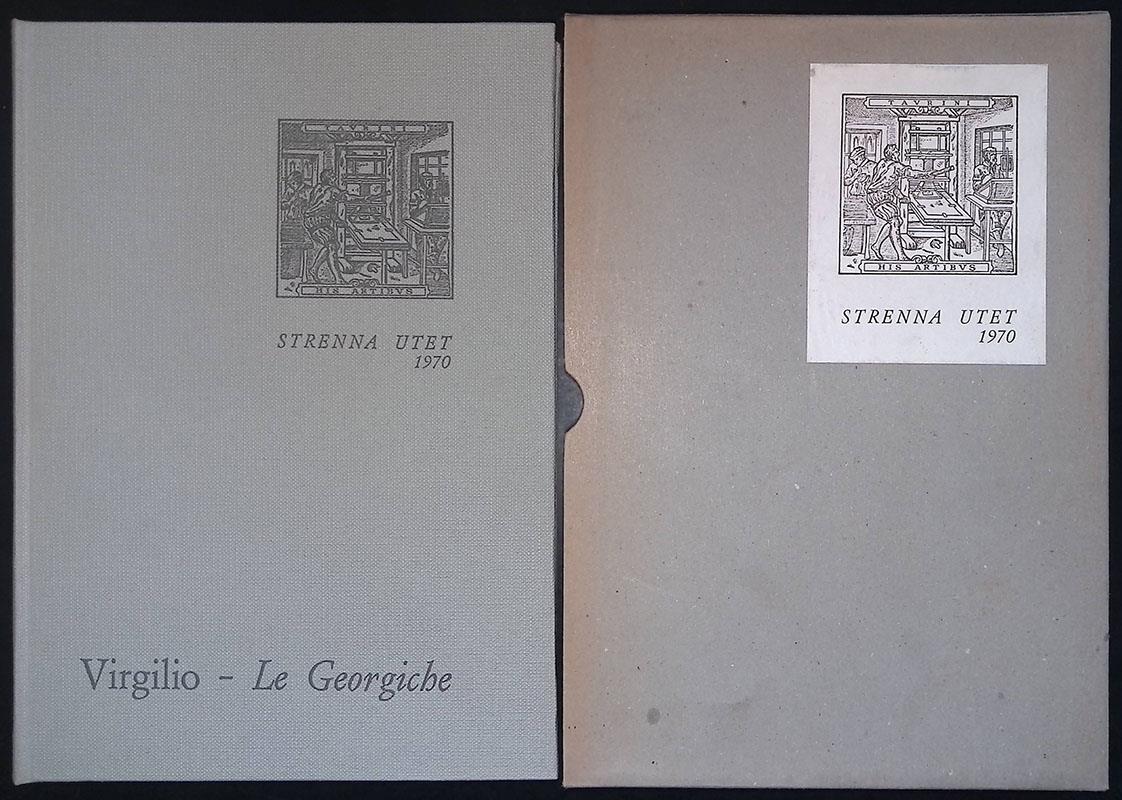 TAVRINI
HIS ARTIBVS
STRENNA UTET
1970
Virgilio - Le Georgiche
TAVRINI
HIS ARTIBVS
STRENNA UTET
1970